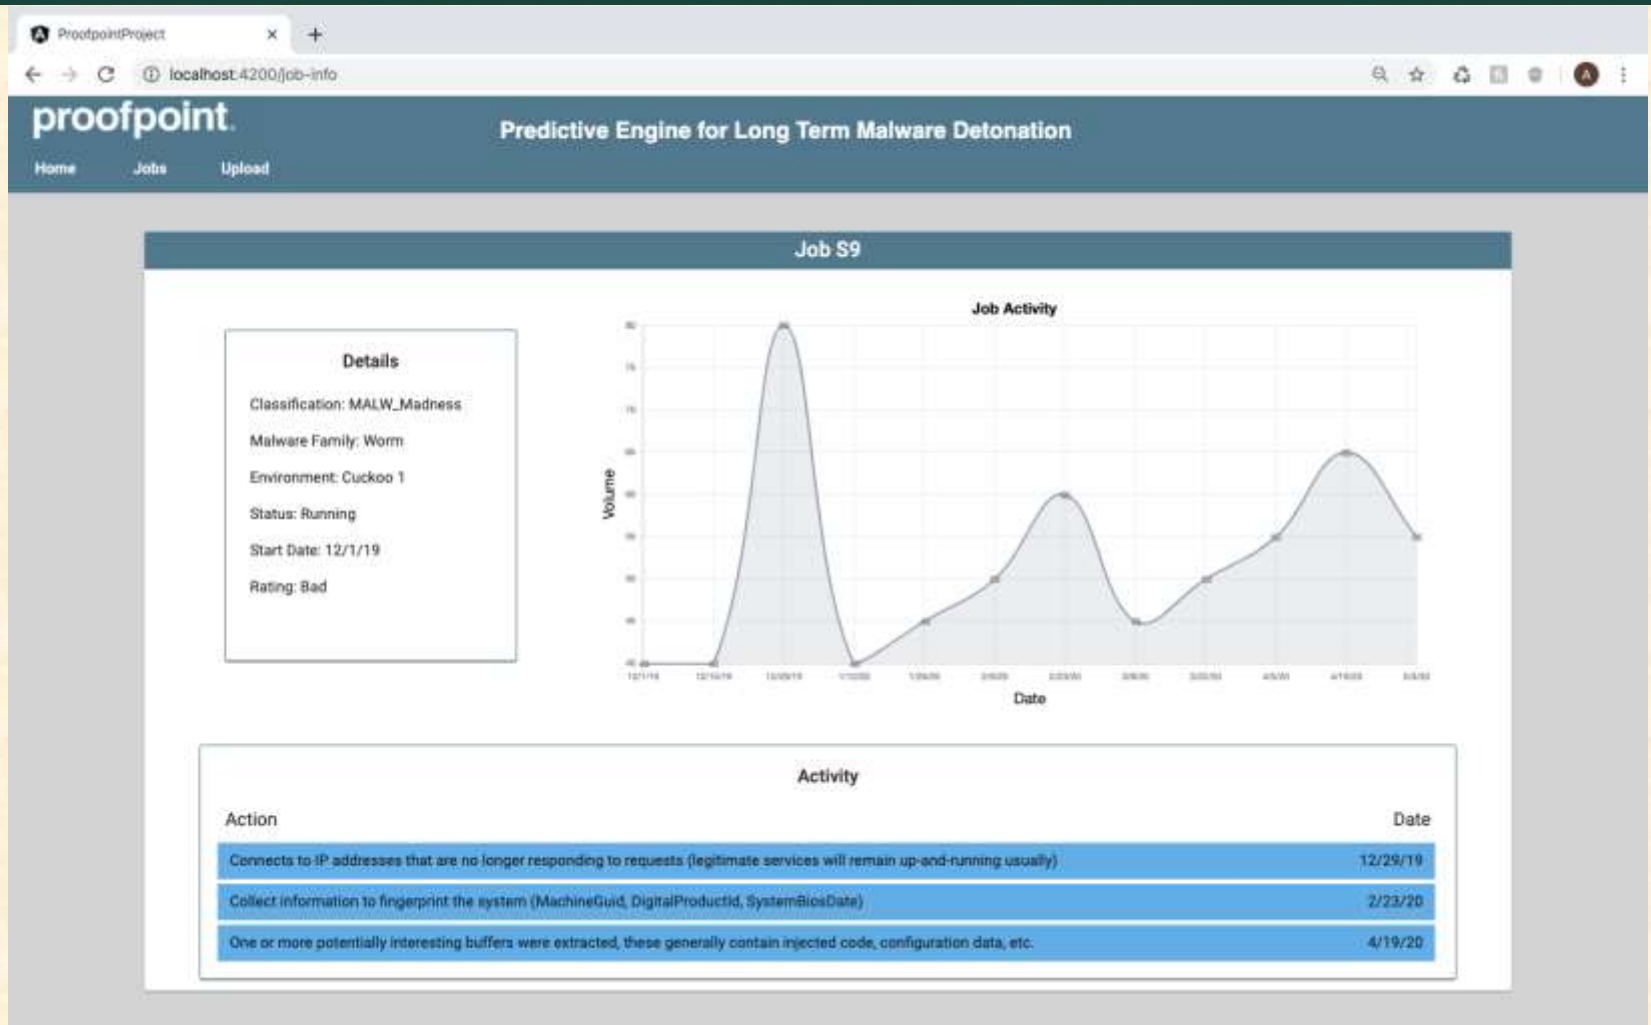 ProofpointProject
localhost:4200/job-info
A
proofpoint.
Predictive Engine for Long Term Malware Detonation
Home Jobs Upload
Job S9
Details
Classification: MALW_Madness
Malware Family: Worm
Environment: Cuckoo 1
Status: Running
Start Date: 12/1/19
Rating: Bad
Job Activity
Volume
Date
Activity
Action Date
Connects to IP addresses that are no longer responding to requests (legitimate services will remain up-and-running usually) 12/29/19
Collect information to fingerprint the system (MachineGuid, DigitalProductId, SystemBiosDate) 2/23/20
One or more potentially interesting buffers were extracted, these generally contain injected code, configuration data, etc. 4/19/20